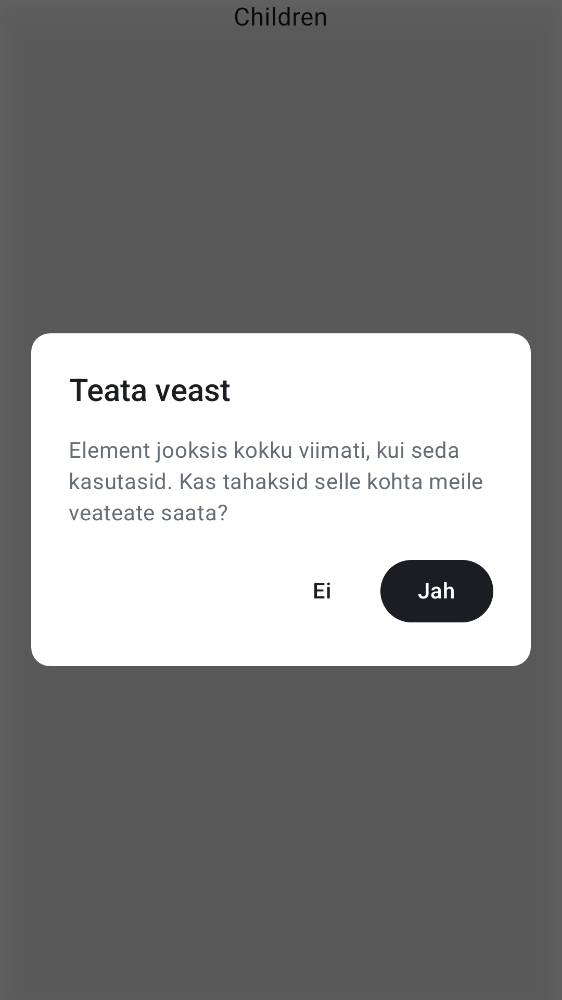 Children
Teata veast
Element jooksis kokku viimati, kui seda
kasutasid. Kas tahaksid selle kohta meile
veateate saata?
Ei
Jah